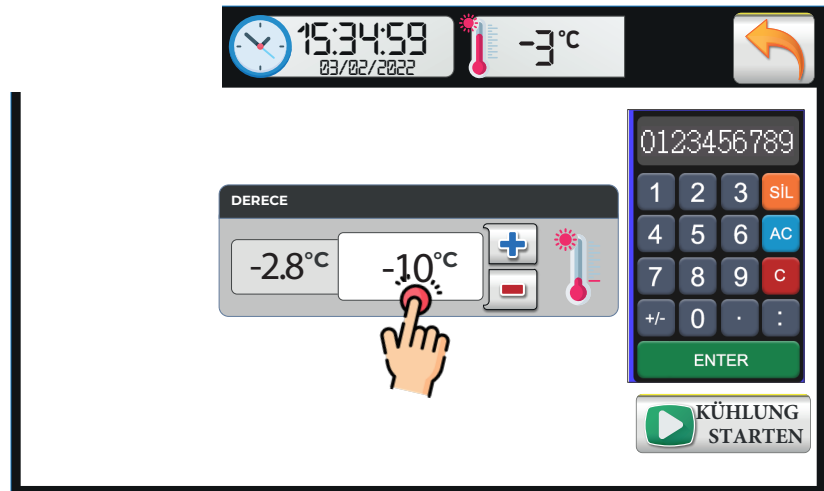 15:34:59
03/02/2022
-3°C
0123456789
DERECE
-2.8°C
-10°C
1 2 3 SİL
4 5 6 AC
7 8 9 C
+/- 0 · :
ENTER
KÜHLUNG
STARTEN